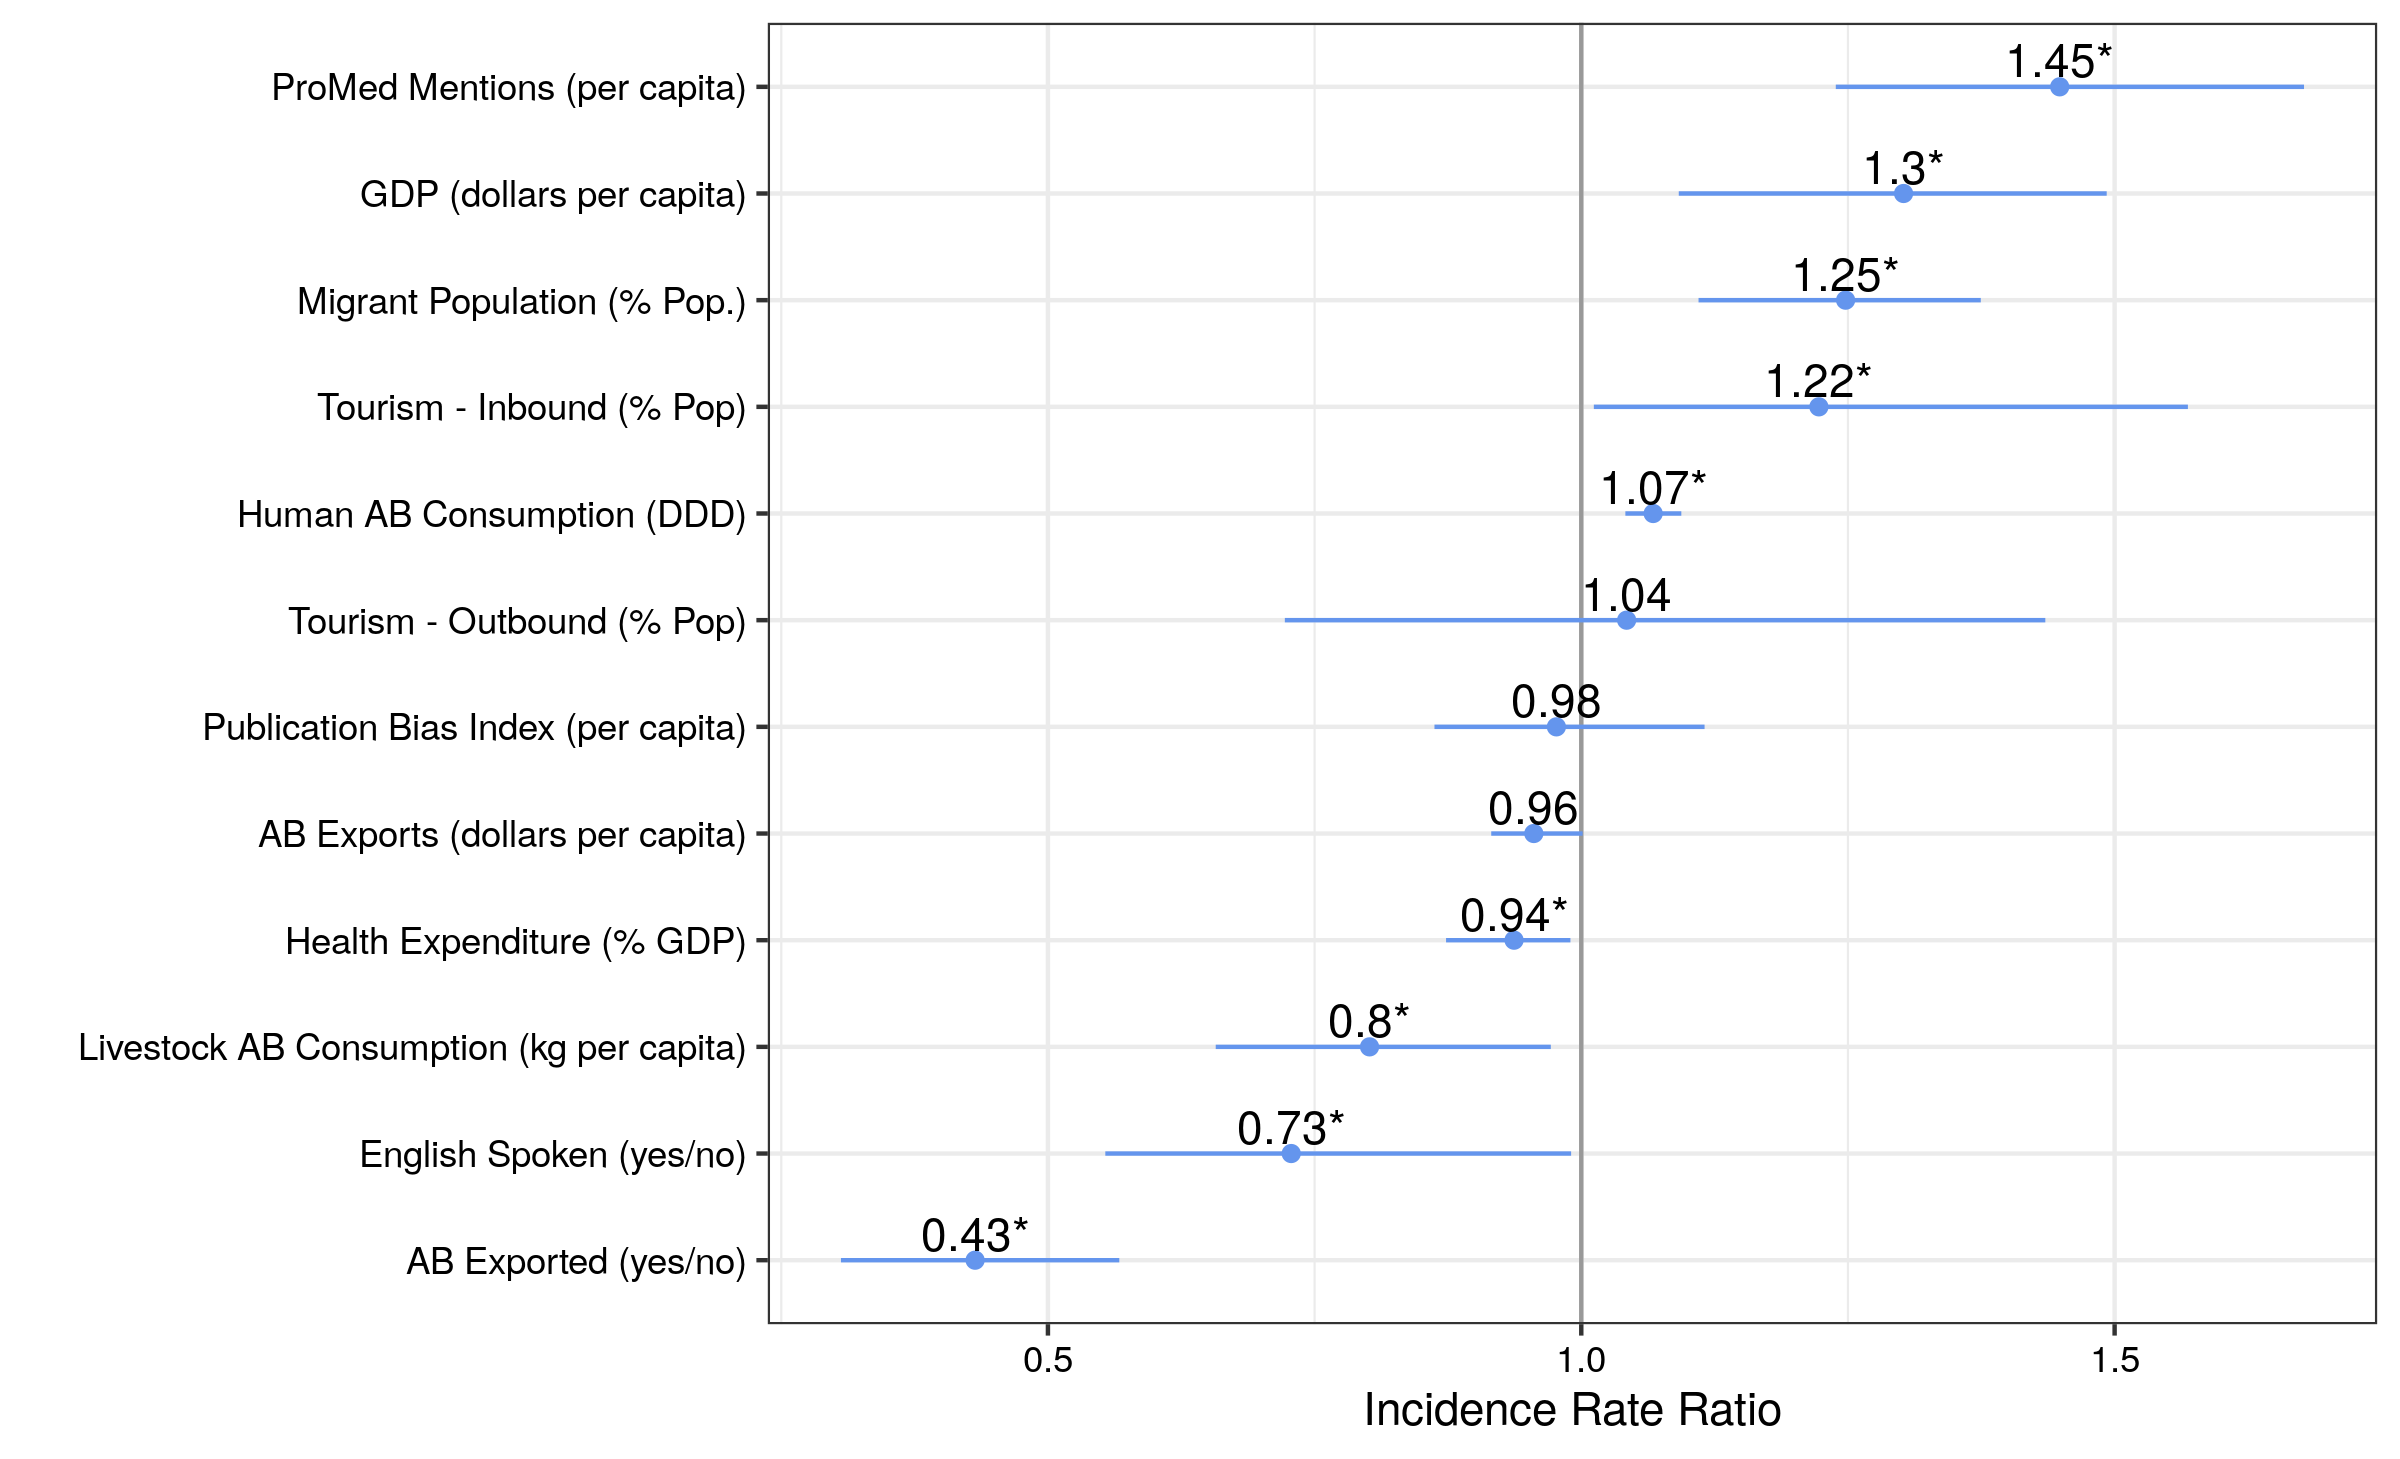 ProMed Mentions (per capita) 1.45*
GDP (dollars per capita) 1.3*
Migrant Population (% Pop.) 1.25*
Tourism - Inbound (% Pop) 1.22*
Human AB Consumption (DDD) 1.07*
Tourism - Outbound (% Pop) 1.04
Publication Bias Index (per capita) 0.98
AB Exports (dollars per capita) 0.96
Health Expenditure (% GDP) 0.94*
Livestock AB Consumption (kg per capita) 0.8*
English Spoken (yes/no) 0.73*
AB Exported (yes/no) 0.43*
0.5 1.0 1.5
Incidence Rate Ratio